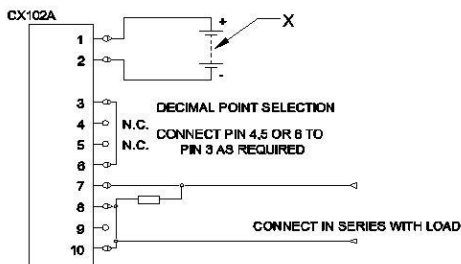 CX102A
X
1
+
2
-
3
DECIMAL POINT SELECTION
4
N.C.
CONNECT PIN 4,5 OR 6 TO
5
N.C.
PIN 3 AS REQUIRED
6
7
8
9
CONNECT IN SERIES WITH LOAD
10